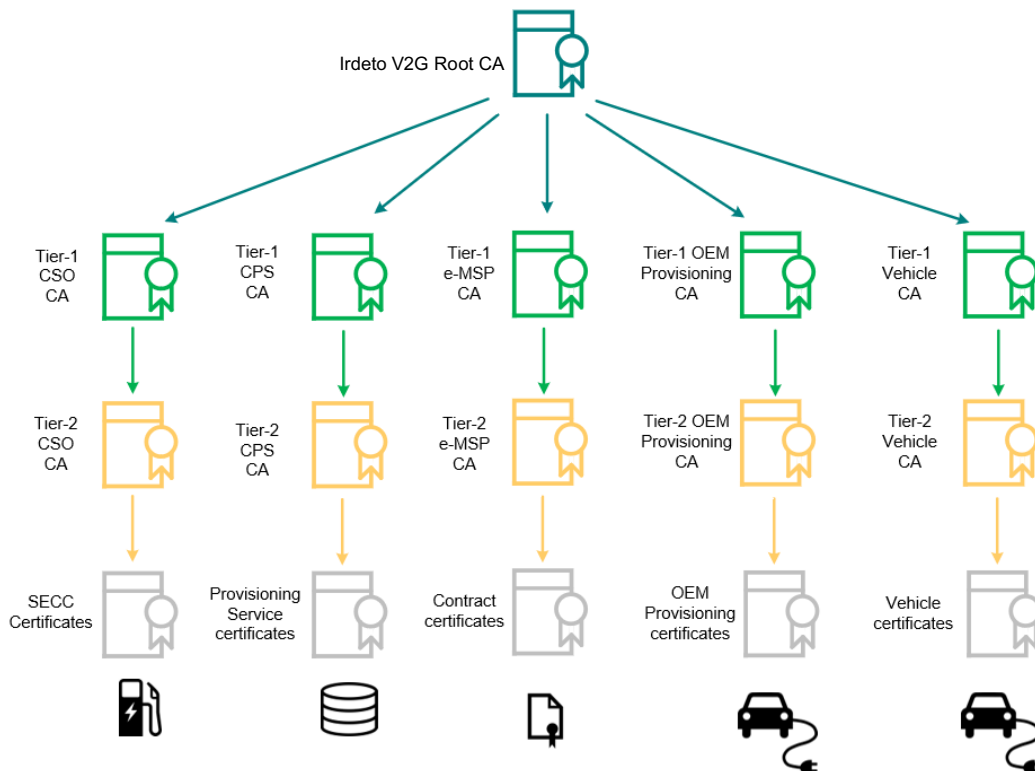 Irdeto V2G Root CA
Tier-1
CSO
CA
Tier-1
CPS
CA
Tier-1
e-MSP
CA
Tier-1 OEM
Provisioning
CA
Tier-1
Vehicle
CA
Tier-2
CSO
CA
Tier-2
CPS
CA
Tier-2
e-MSP
CA
Tier-2 OEM
Provisioning
CA
Tier-2
Vehicle
CA
SECC
Certificates
Provisioning
Service
certificates
Contract
certificates
OEM
Provisioning
certificates
Vehicle
certificates